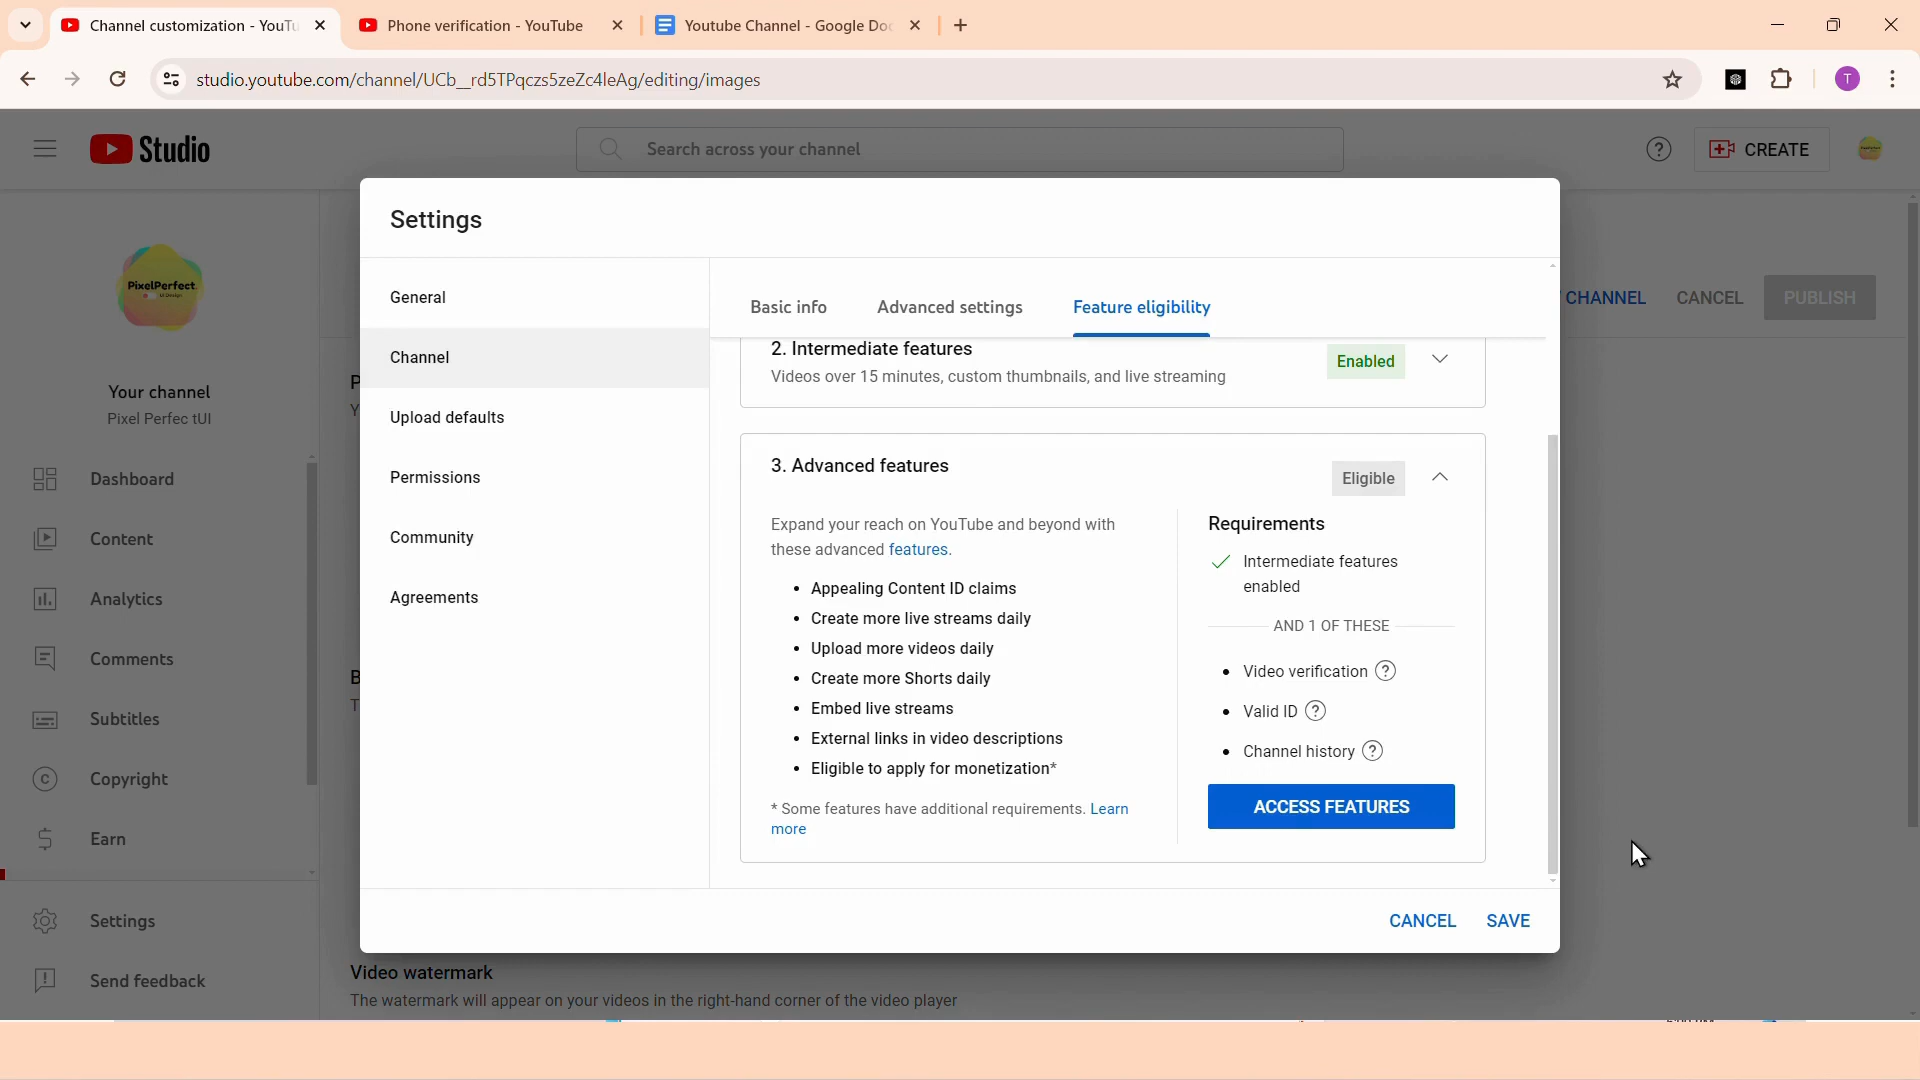 Channel customization - YouTu
Phone verification - YouTube
Youtube Channel - Google Doc
studio.youtube.com/channel/UCb__rd5TPqczs5zeZc4leAg/editing/images
T
Studio
Search across your channel
CREATE
Settings
PixelPerfect
UI Design
Your channel
Pixel Perfec tUI
Dashboard
Content
Analytics
Comments
Subtitles
Copyright
Earn
Settings
Send feedback
CHANNEL
CANCEL
PUBLISH
General
Channel
Upload defaults
Permissions
Community
Agreements
Basic info
Advanced settings
Feature eligibility
2. Intermediate features
Videos over 15 minutes, custom thumbnails, and live streaming
Enabled
3. Advanced features
Eligible
Expand your reach on YouTube and beyond with
these advanced features.
• Appealing Content ID claims
• Create more live streams daily
• Upload more videos daily
• Create more Shorts daily
• Embed live streams
• External links in video descriptions
• Eligible to apply for monetization*
* Some features have additional requirements. Learn
more
Requirements
Intermediate features
enabled
AND 1 OF THESE
• Video verification
• Valid ID
• Channel history
ACCESS FEATURES
CANCEL
SAVE
Video watermark
The watermark will appear on your videos in the right-hand corner of the video player